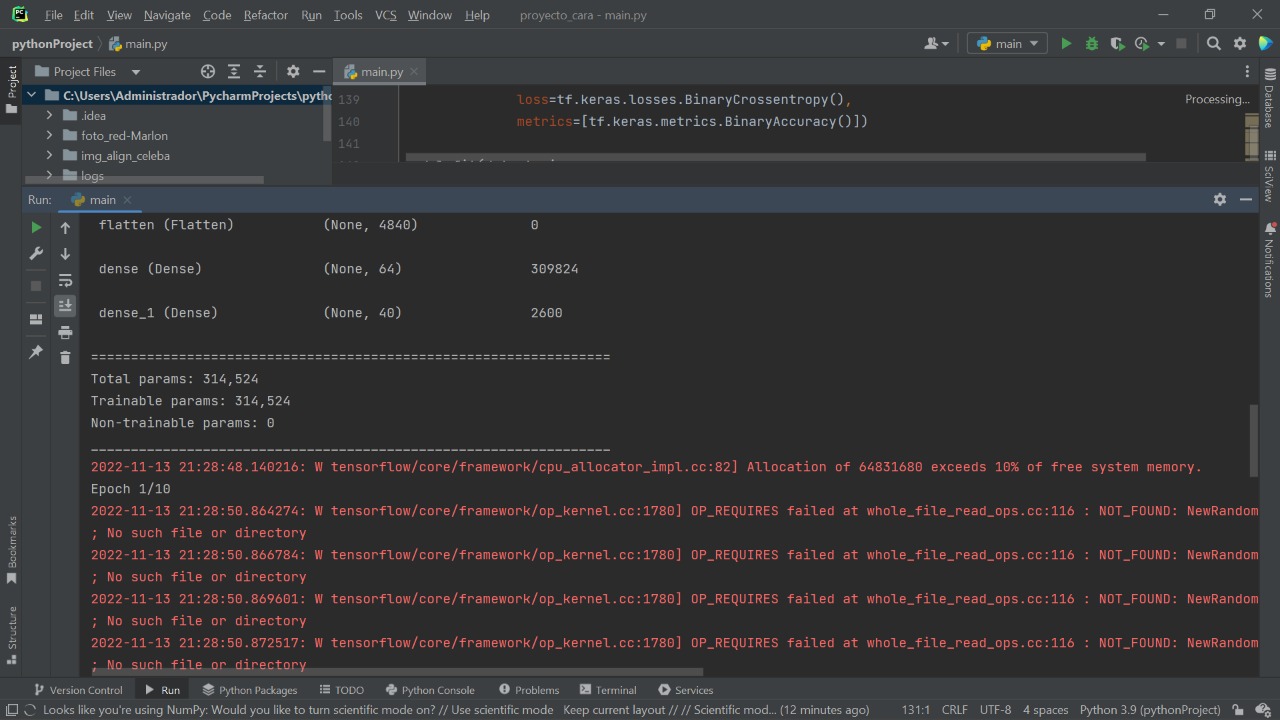 File Edit View Navigate Code Refactor Run Tools VCS Window Help proyecto_cara - main.py
pythonProject main.py main
Project Files main.py
C:\Users\Administrador\PycharmProjects\pytho
.idea
foto_red-Marlon
img_align_celeba
logs
139 loss=tf.keras.losses.BinaryCrossentropy(),
140 metrics=[tf.keras.metrics.BinaryAccuracy()])
141
Processing...
Project
Database
SciView
Notifications
Bookmarks
Structure
Run: main
flatten (Flatten) (None, 4840) 0
dense (Dense) (None, 64) 309824
dense_1 (Dense) (None, 40) 2600
=================================================================
Total params: 314,524
Trainable params: 314,524
Non-trainable params: 0
_________________________________________________________________
2022-11-13 21:28:48.140216: W tensorflow/core/framework/cpu_allocator_impl.cc:82] Allocation of 64831680 exceeds 10% of free system memory.
Epoch 1/10
2022-11-13 21:28:50.864274: W tensorflow/core/framework/op_kernel.cc:1780] OP_REQUIRES failed at whole_file_read_ops.cc:116 : NOT_FOUND: NewRandom
; No such file or directory
2022-11-13 21:28:50.866784: W tensorflow/core/framework/op_kernel.cc:1780] OP_REQUIRES failed at whole_file_read_ops.cc:116 : NOT_FOUND: NewRandom
; No such file or directory
2022-11-13 21:28:50.869601: W tensorflow/core/framework/op_kernel.cc:1780] OP_REQUIRES failed at whole_file_read_ops.cc:116 : NOT_FOUND: NewRandom
; No such file or directory
2022-11-13 21:28:50.872517: W tensorflow/core/framework/op_kernel.cc:1780] OP_REQUIRES failed at whole_file_read_ops.cc:116 : NOT_FOUND: NewRandom
; No such file or directory
Version Control Run Python Packages TODO Python Console Problems Terminal Services
Looks like you're using NumPy: Would you like to turn scientific mode on? // Use scientific mode Keep current layout // // Scientific mod... (12 minutes ago) 131:1 CRLF UTF-8 4 spaces Python 3.9 (pythonProject)